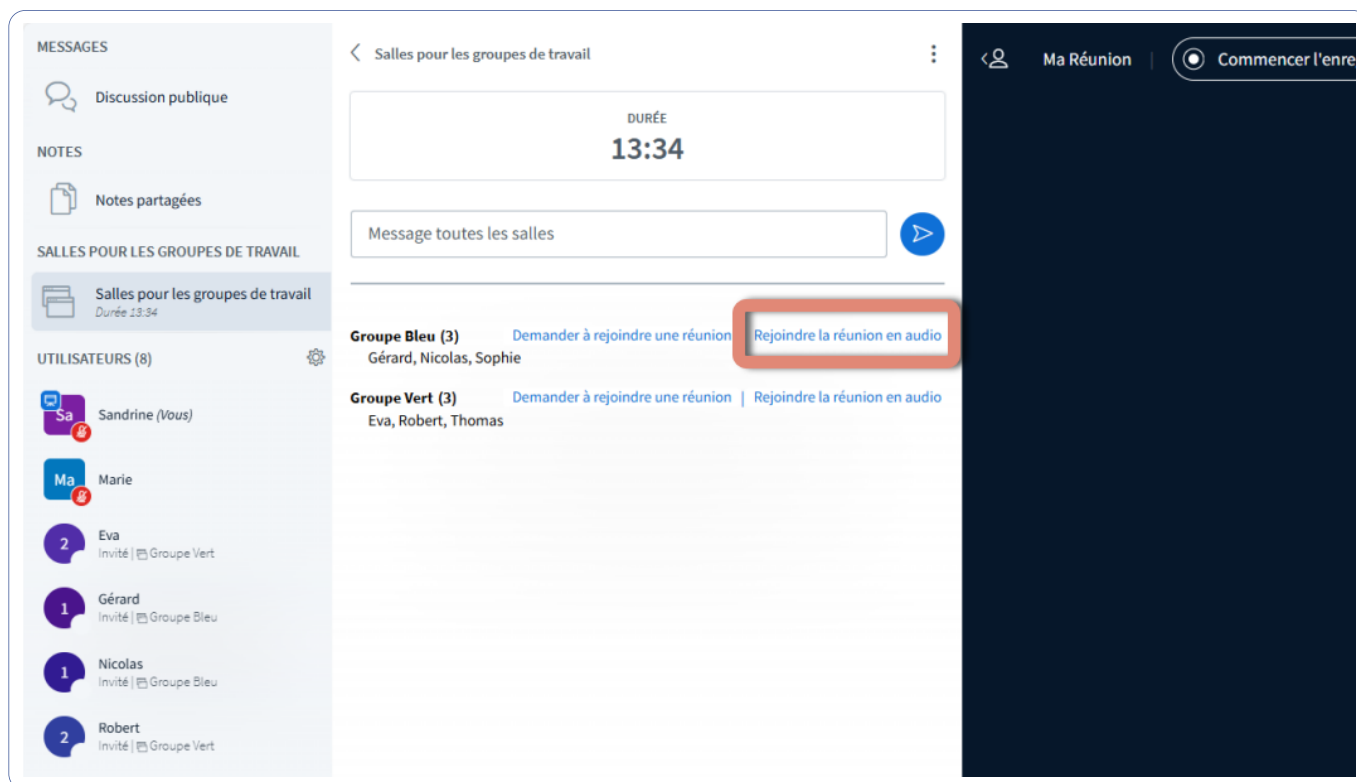 MESSAGES
Discussion publique
NOTES
Notes partagées
SALLES POUR LES GROUPES DE TRAVAIL
Salles pour les groupes de travail
Durée 13:34
UTILISATEURS (8)
Sa
Sandrine (Vous)
Ma
Marie
2
Eva
Invité | Groupe Vert
1
Gérard
Invité | Groupe Bleu
1
Nicolas
Invité | Groupe Bleu
2
Robert
Invité | Groupe Vert
Salles pour les groupes de travail
DURÉE
13:34
Message toutes les salles
Groupe Bleu (3) Demander à rejoindre une réunion Rejoindre la réunion en audio
Gérard, Nicolas, Sophie
Groupe Vert (3) Demander à rejoindre une réunion | Rejoindre la réunion en audio
Eva, Robert, Thomas
Ma Réunion | Commencer l'enre